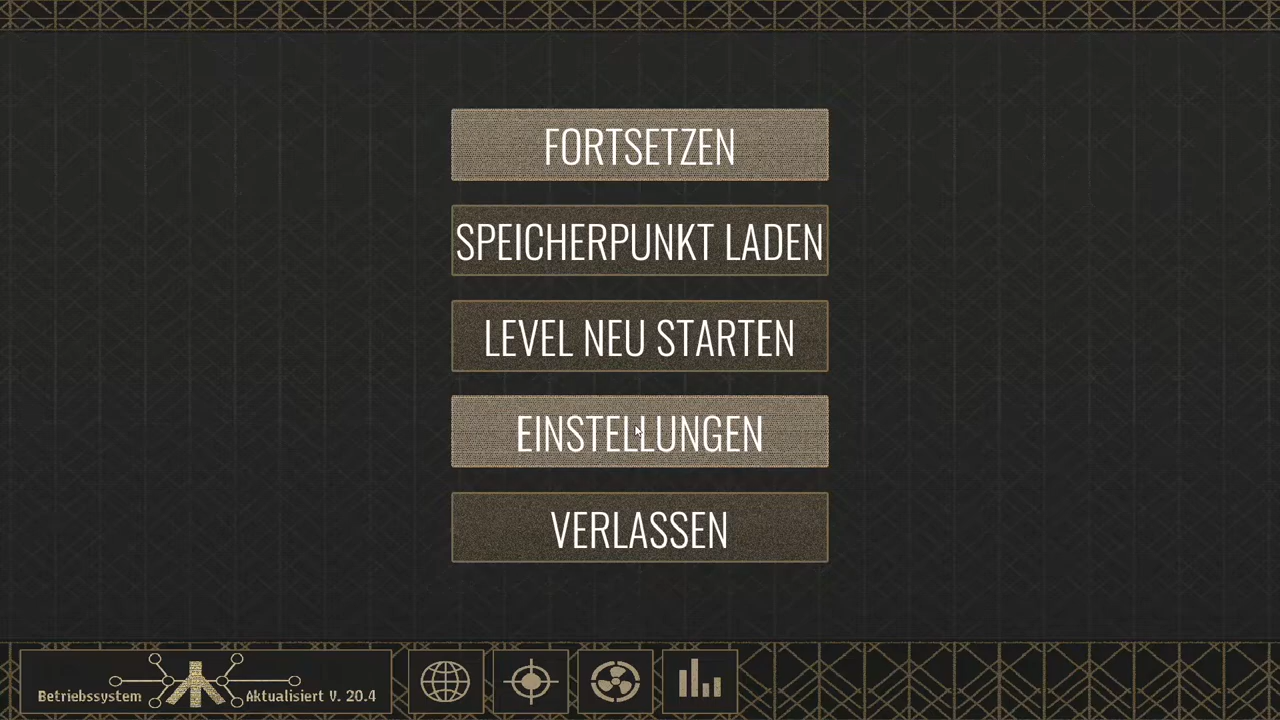 FORTSETZEN
SPEICHERPUNKT LADEN
LEVEL NEU STARTEN
EINSTELLUNGEN
VERLASSEN
Betriebssystem Aktualisiert V. 20.4